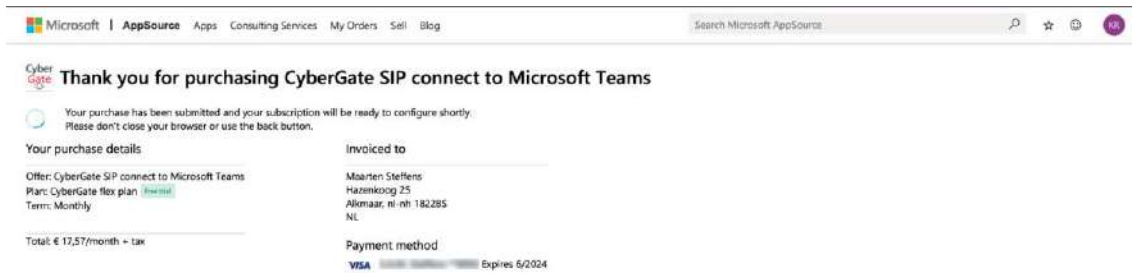 Microsoft | AppSource Apps Consulting Services My Orders Sell Blog Search Microsoft AppSource KR
Cyber
Gate
Thank you for purchasing CyberGate SIP connect to Microsoft Teams
Your purchase has been submitted and your subscription will be ready to configure shortly.
Please don't close your browser or use the back button.
Your purchase details
Offer: CyberGate SIP connect to Microsoft Teams
Plan: CyberGate flex plan Free trial
Term: Monthly
Total: € 17,57/month + tax
Invoiced to
Maarten Steffens
Hazenkoog 25
Alkmaar, nl-nh 1822BS
NL
Payment method
VISA Expires 6/2024